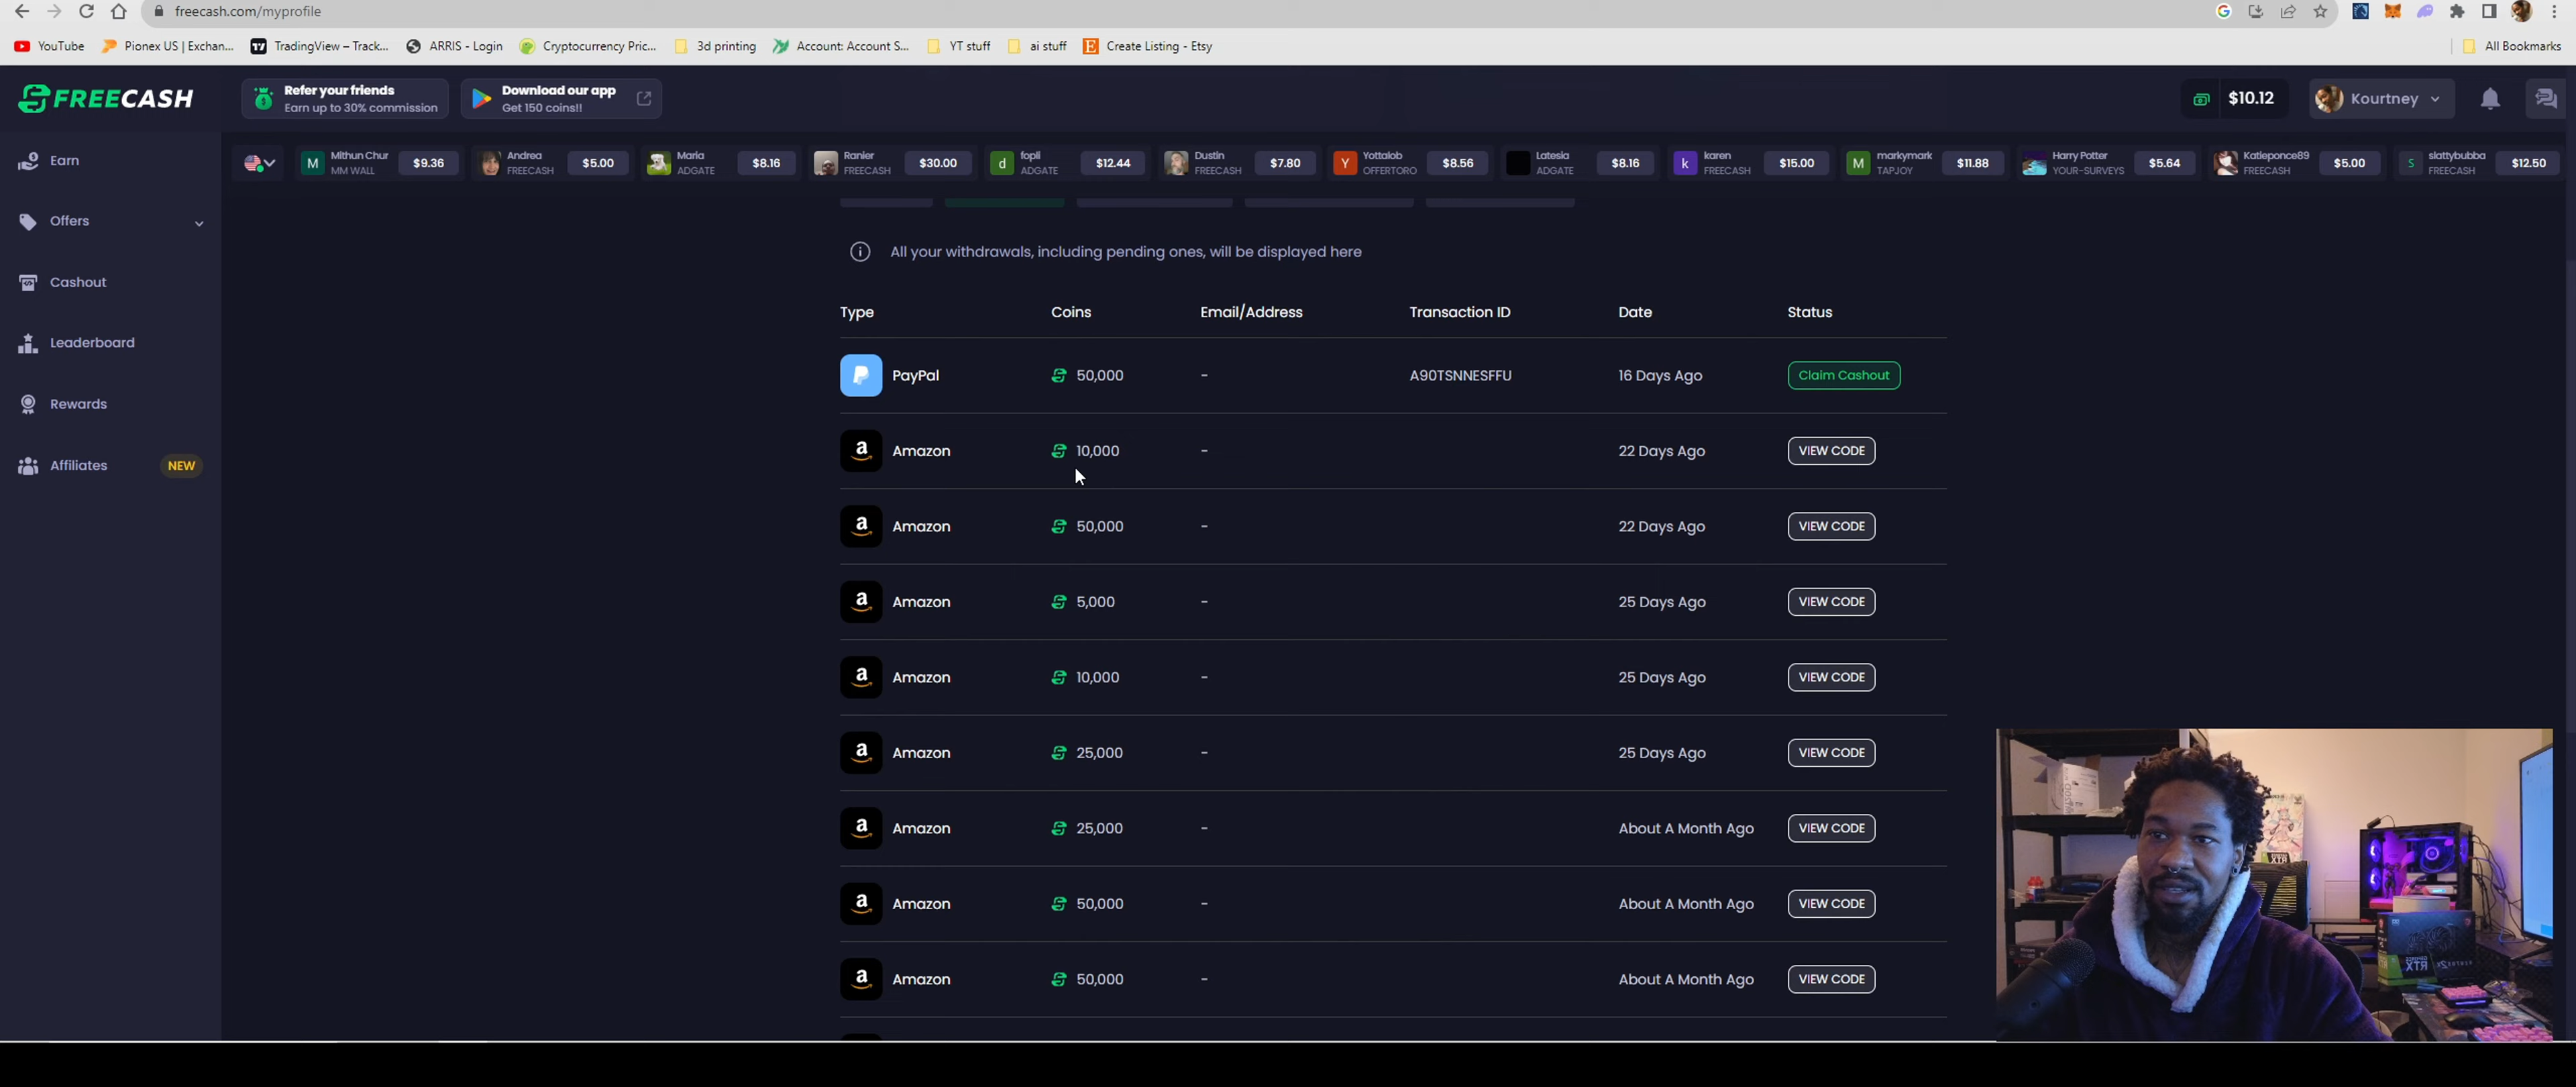 freecash.com/myprofile
YouTube Pionex US | Exchan... TradingView – Track... ARRIS - Login Cryptocurrency Pric... 3d printing Account: Account S... YT stuff ai stuff Create Listing - Etsy All Bookmarks
FREECASH
Refer your friends
Earn up to 30% commission
Download our app
Get 150 coins!!
$10.12
Kourtney
Mithun Chur
MM WALL
$9.36
Andrea
FREECASH
$5.00
Maria
ADGATE
$8.16
Ranier
FREECASH
$30.00
fopli
ADGATE
$12.44
Dustin
FREECASH
$7.80
Yottalob
OFFERTORO
$8.56
Latesia
ADGATE
$8.16
karen
FREECASH
$15.00
markymark
TAPJOY
$11.88
Harry Potter
YOUR-SURVEYS
$5.64
Katieponce89
FREECASH
$5.00
slattybubba
FREECASH
$12.50
Earn
Offers
Cashout
Leaderboard
Rewards
Affiliates NEW
All your withdrawals, including pending ones, will be displayed here
Type Coins Email/Address Transaction ID Date Status
PayPal 50,000 - A90TSNNESFFU 16 Days Ago Claim Cashout
Amazon 10,000 - 22 Days Ago VIEW CODE
Amazon 50,000 - 22 Days Ago VIEW CODE
Amazon 5,000 - 25 Days Ago VIEW CODE
Amazon 10,000 - 25 Days Ago VIEW CODE
Amazon 25,000 - 25 Days Ago VIEW CODE
Amazon 25,000 - About A Month Ago VIEW CODE
Amazon 50,000 - About A Month Ago VIEW CODE
Amazon 50,000 - About A Month Ago VIEW CODE